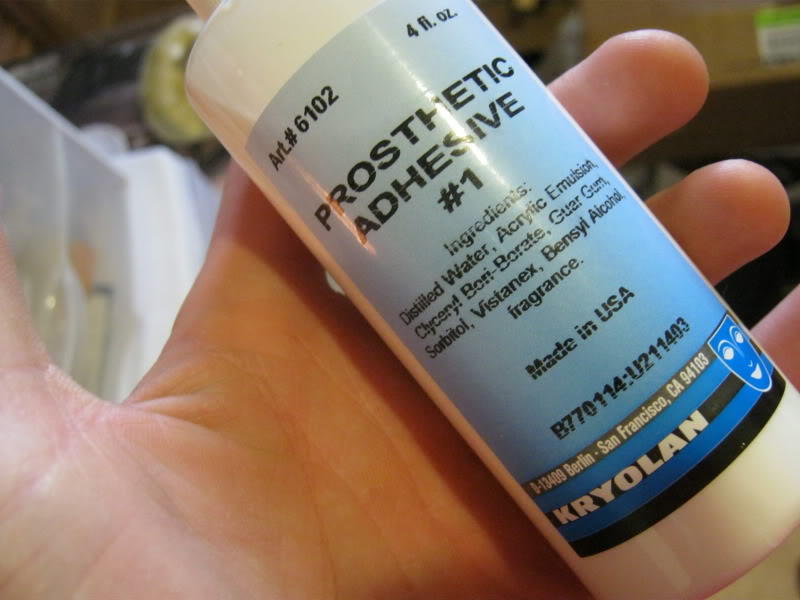 4 fl. oz.
Art.# 6102
PROSTHETIC
ADHESIVE
#1
Ingredients:
Distilled Water, Acrylic Emulsion,
Glyceryl Bori-Borate, Guar Gum,
Sorbitol, Vistanex, Bensyl Alcohol,
fragrance.
Made in USA
B770114:U211403
D-13409 Berlin - San Francisco, CA 94103
KRYOLAN